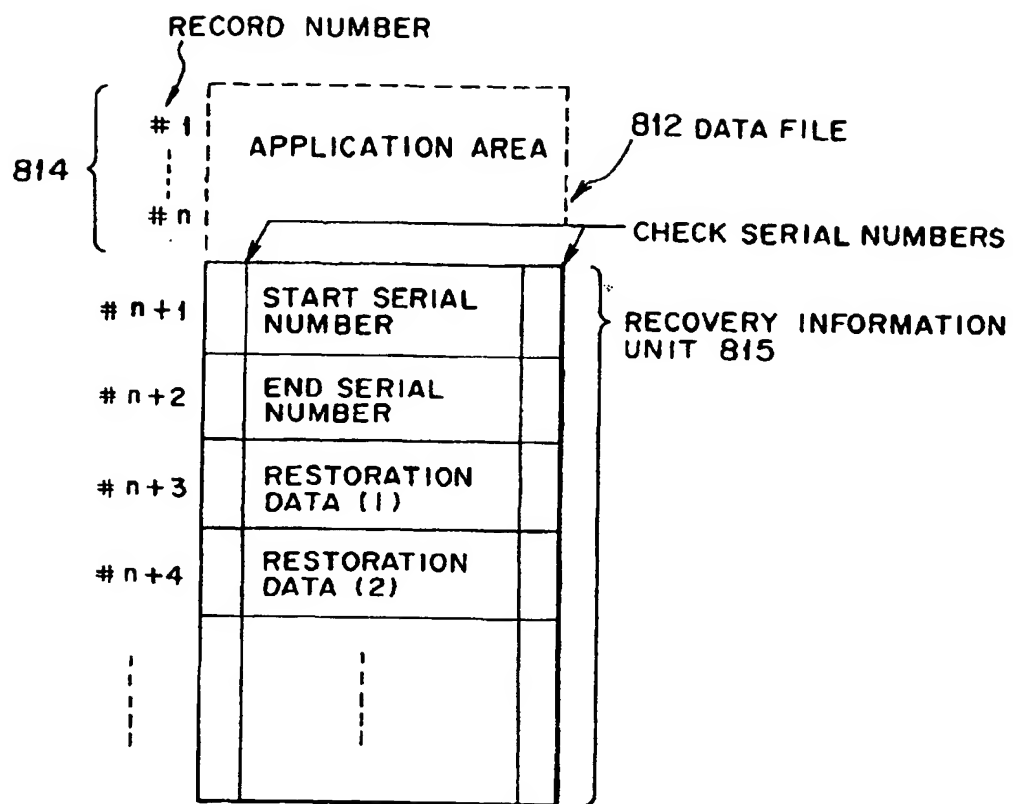 RECORD NUMBER
814
# 1
# n
APPLICATION AREA
812 DATA FILE
CHECK SERIAL NUMBERS
# n+1
START SERIAL
NUMBER
RECOVERY INFORMATION
UNIT 815
# n+2
END SERIAL
NUMBER
# n+3
RESTORATION
DATA (1)
# n+4
RESTORATION
DATA (2)